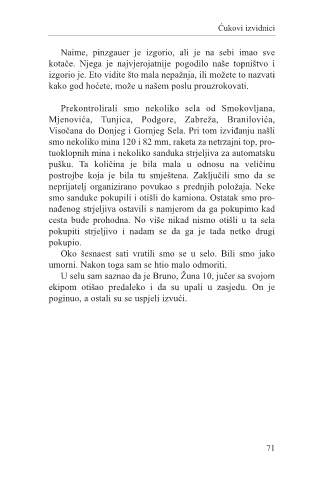 Ćukovi izvidnici
Naime, pinzgauer je izgorio, ali je na sebi imao sve
kotače. Njega je najvjerojatnije pogodilo naše topništvo i
izgorio je. Eto vidite što mala nepažnja, ili možete to nazvati
kako god hoćete, može u našem poslu prouzrokovati.
Prekontrolirali smo nekoliko sela od Smokovljana,
Mjenovića, Tunjica, Podgore, Zabreža, Branilovića,
Visočana do Donjeg i Gornjeg Sela. Pri tom izviđanju našli
smo nekoliko mina 120 i 82 mm, raketa za netrzajni top, pro-
tuoklopnih mina i nekoliko sanduka strjeljiva za automatsku
pušku. Ta količina je bila mala u odnosu na veličinu
postrojbe koja je bila tu smještena. Zaključili smo da se
neprijatelj organizirano povukao s prednjih položaja. Neke
smo sanduke pokupili i otišli do kamiona. Ostatak smo pro-
nađenog strjeljiva ostavili s namjerom da ga pokupimo kad
cesta bude prohodna. No više nikad nismo otišli u ta sela
pokupiti strjeljivo i nadam se da ga je tada netko drugi
pokupio.
Oko šesnaest sati vratili smo se u selo. Bili smo jako
umorni. Nakon toga sam se htio malo odmoriti.
U selu sam saznao da je Bruno, Žuna 10, jučer sa svojom
ekipom otišao predaleko i da su upali u zasjedu. On je
poginuo, a ostali su se uspjeli izvući.
71